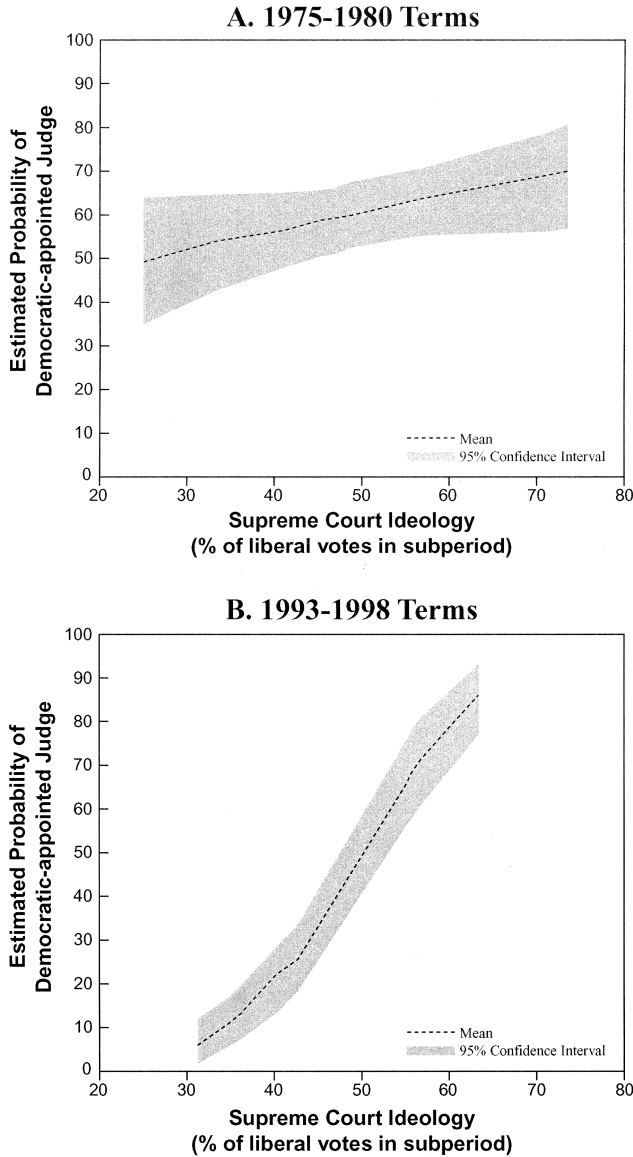 A. 1975-1980 Terms
100
90
80
70
60
50
40
30
20
10
0
Estimated Probability of
Democratic-appointed Judge
Mean
95% Confidence Interval
20 30 40 50 60 70 80
Supreme Court Ideology
(% of liberal votes in subperiod)
B. 1993-1998 Terms
100
90
80
70
60
50
40
30
20
10
0
Estimated Probability of
Democratic-appointed Judge
Mean
95% Confidence Interval
20 30 40 50 60 70 80
Supreme Court Ideology
(% of liberal votes in subperiod)